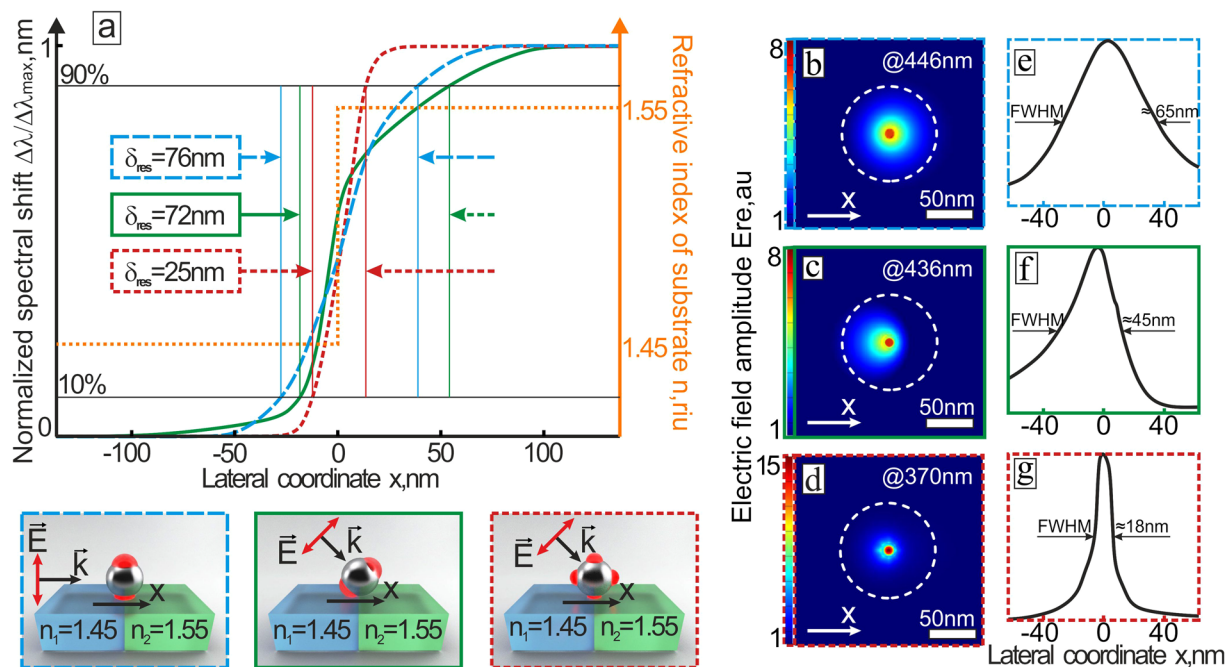 a
Normalized spectral shift Δλ/Δλmax,nm
1
90%
10%
0
δres=76nm
δres=72nm
δres=25nm
1.55
1.45
Refractive index of substrate n,riu
-100 -50 0 50 100
Lateral coordinate x,nm
E k x
n1=1.45 n2=1.55
E k x
n1=1.45 n2=1.55
E k x
n1=1.45 n2=1.55
Electric field amplitude Ere,au
8
1
b
@446nm
x
50nm
8
1
c
@436nm
x
50nm
15
1
d
@370nm
x
50nm
e
FWHM ≈65nm
-40 0 40
f
FWHM ≈45nm
-40 0 40
g
FWHM ≈18nm
-40 0 40
Lateral coordinate x,nm